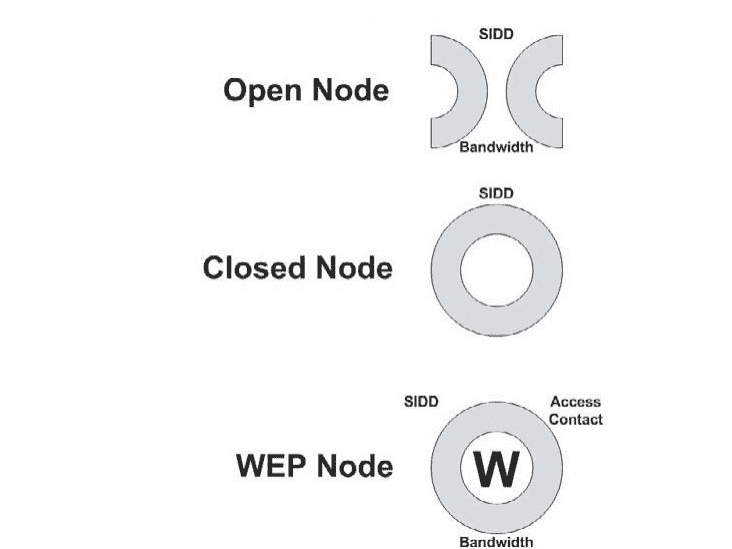 SIDD
Open Node
Bandwidth
SIDD
Closed Node
SIDD
Access
Contact
WEP Node
W
Bandwidth